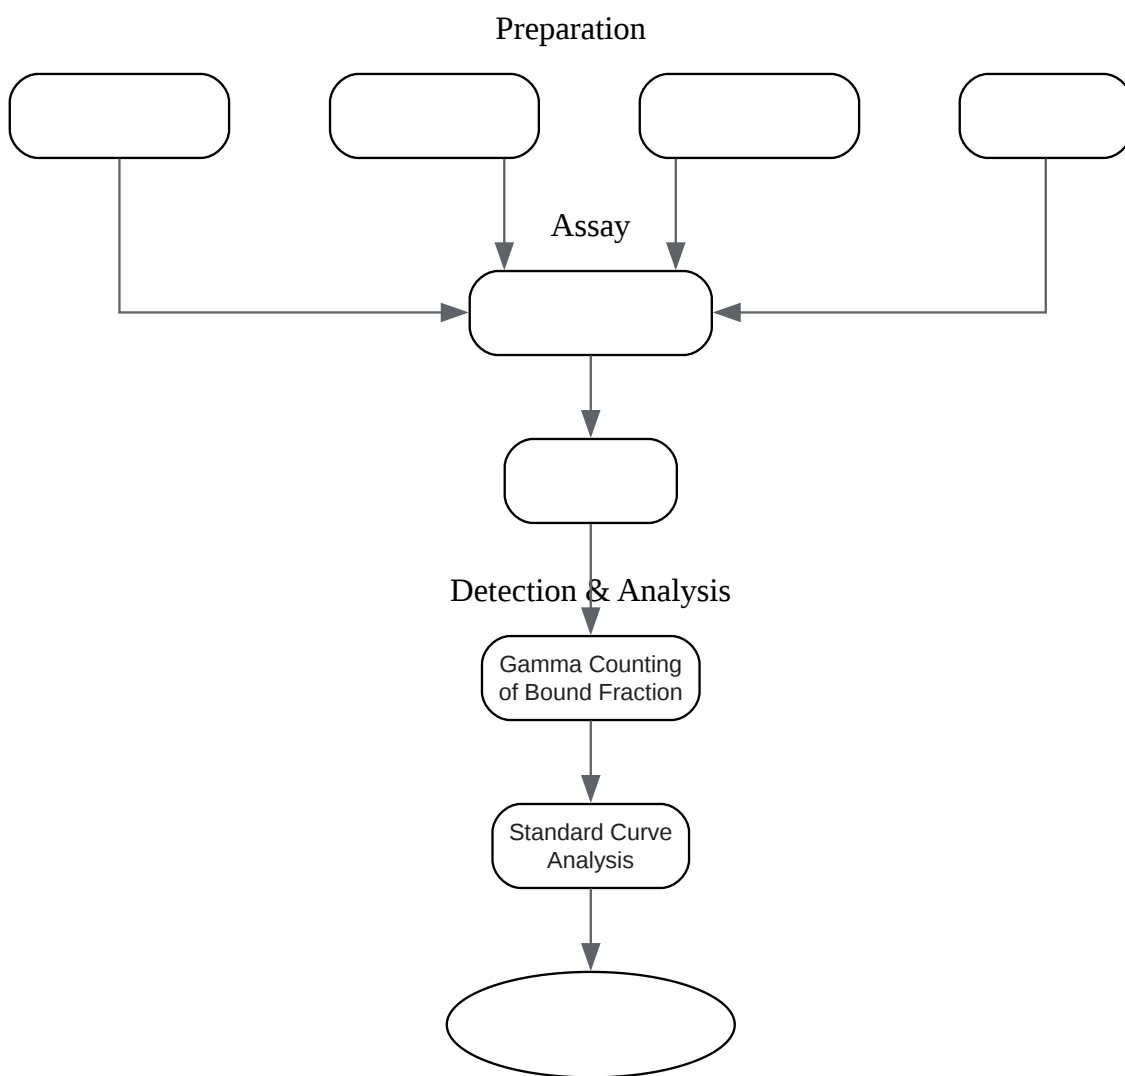 Preparation
Assay
Detection & Analysis
Gamma Counting
of Bound Fraction
Standard Curve
Analysis